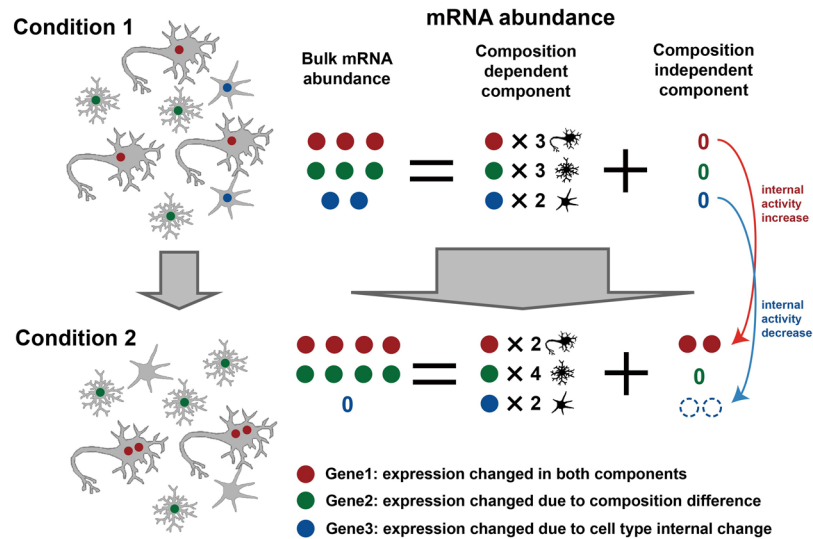 Condition 1
mRNA abundance
Bulk mRNA
abundance
Composition
dependent
component
Composition
independent
component
× 3
0
= × 3 + 0
× 2
0
internal
activity
increase
internal
activity
decrease
Condition 2
× 2
= × 4 + 0
0
× 2
Gene1: expression changed in both components
Gene2: expression changed due to composition difference
Gene3: expression changed due to cell type internal change